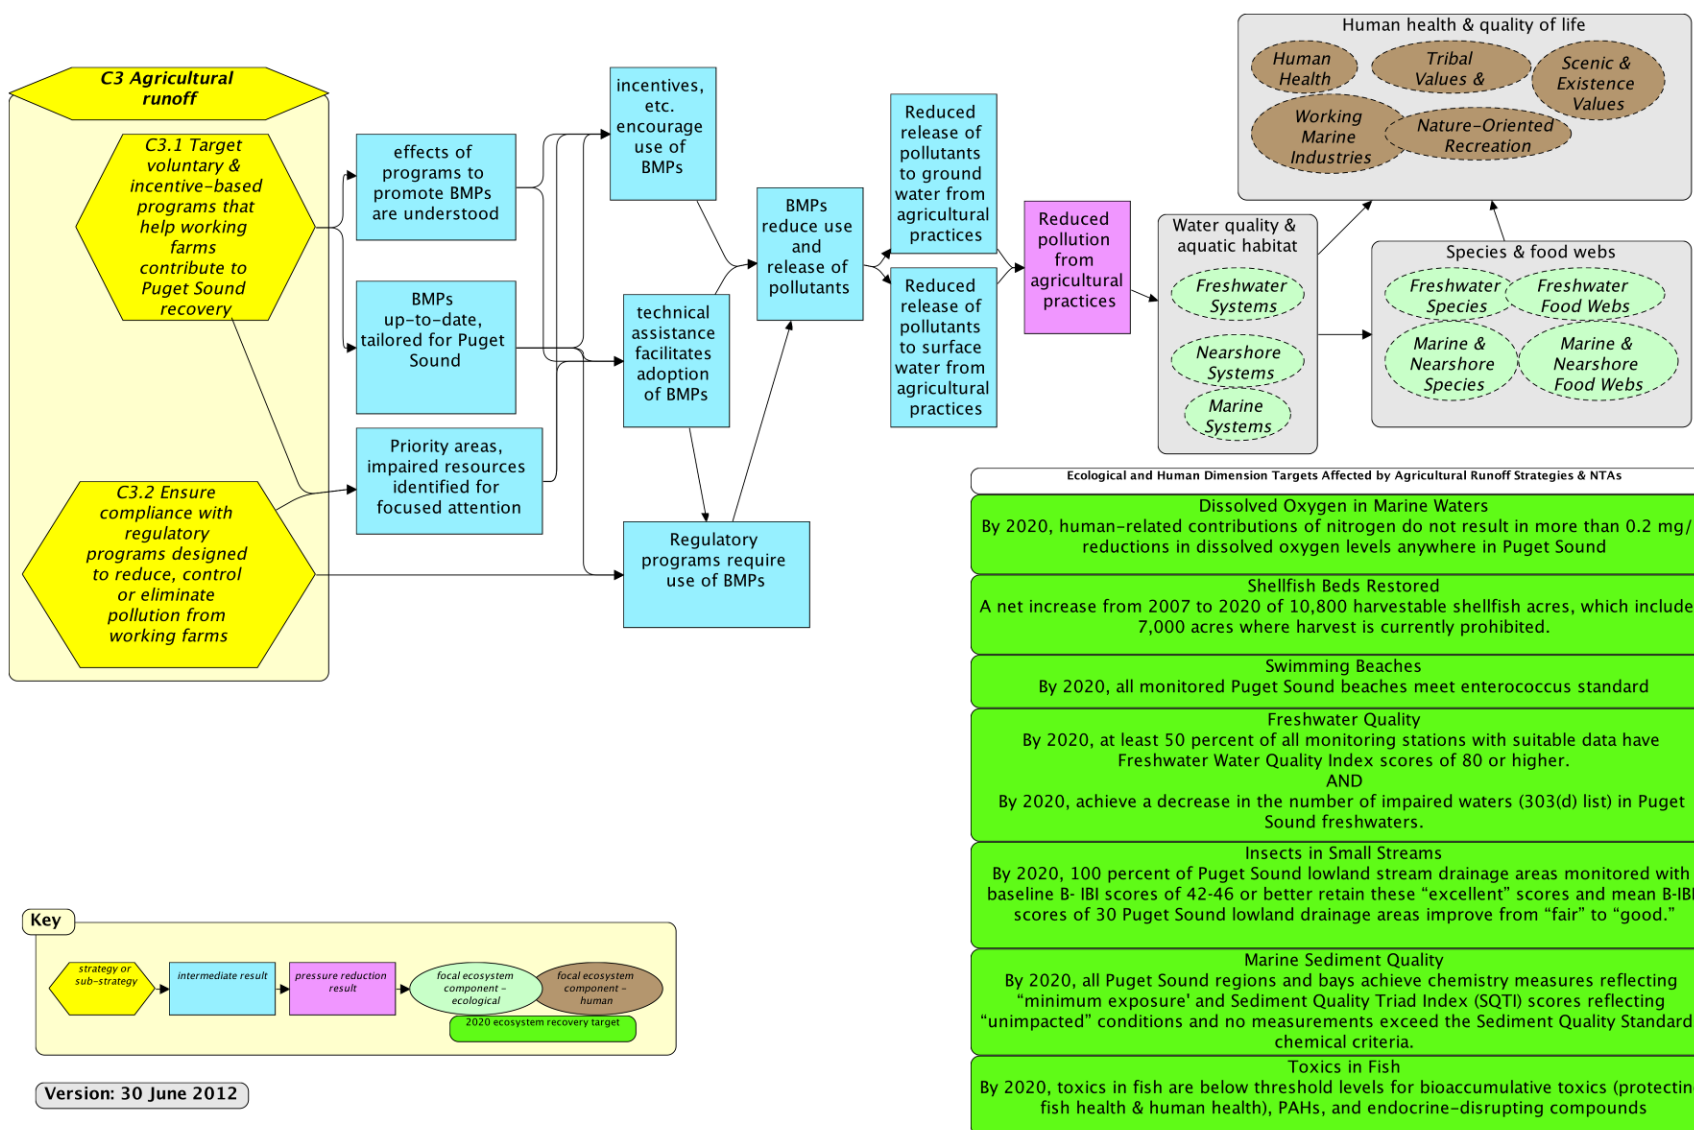 C3 Agricultural
runoff
C3.1 Target
voluntary &
incentive-based
programs that
help working
farms
contribute to
Puget Sound
recovery
C3.2 Ensure
compliance with
regulatory
programs designed
to reduce, control
or eliminate
pollution from
working farms
effects of
programs to
promote BMPs
are understood
BMPs
up-to-date,
tailored for Puget
Sound
Priority areas,
impaired resources
identified for
focused attention
incentives,
etc.
encourage
use of
BMPs
technical
assistance
facilitates
adoption
of BMPs
Regulatory
programs require
use of BMPs
BMPs
reduce use
and
release of
pollutants
Reduced
release of
pollutants
to ground
water from
agricultural
practices
Reduced
release of
pollutants
to surface
water from
agricultural
practices
Reduced
pollution
from
agricultural
practices
Water quality &
aquatic habitat
Freshwater
Systems
Nearshore
Systems
Marine
Systems
Human health & quality of life
Human
Health
Tribal
Values &
Scenic &
Existence
Values
Working
Marine
Industries
Nature-Oriented
Recreation
Species & food webs
Freshwater
Species
Freshwater
Food Webs
Marine &
Nearshore
Species
Marine &
Nearshore
Food Webs
Ecological and Human Dimension Targets Affected by Agricultural Runoff Strategies & NTAs
Dissolved Oxygen in Marine Waters
By 2020, human-related contributions of nitrogen do not result in more than 0.2 mg/
reductions in dissolved oxygen levels anywhere in Puget Sound
Shellfish Beds Restored
A net increase from 2007 to 2020 of 10,800 harvestable shellfish acres, which include
7,000 acres where harvest is currently prohibited.
Swimming Beaches
By 2020, all monitored Puget Sound beaches meet enterococcus standard
Freshwater Quality
By 2020, at least 50 percent of all monitoring stations with suitable data have
Freshwater Water Quality Index scores of 80 or higher.
AND
By 2020, achieve a decrease in the number of impaired waters (303(d) list) in Puget
Sound freshwaters.
Insects in Small Streams
By 2020, 100 percent of Puget Sound lowland stream drainage areas monitored with
baseline B- IBI scores of 42-46 or better retain these “excellent” scores and mean B-IBI
scores of 30 Puget Sound lowland drainage areas improve from “fair” to “good.”
Marine Sediment Quality
By 2020, all Puget Sound regions and bays achieve chemistry measures reflecting
“minimum exposure' and Sediment Quality Triad Index (SQTI) scores reflecting
“unimpacted” conditions and no measurements exceed the Sediment Quality Standard
chemical criteria.
Toxics in Fish
By 2020, toxics in fish are below threshold levels for bioaccumulative toxics (protectin
fish health & human health), PAHs, and endocrine-disrupting compounds
Key
strategy or
sub-strategy
intermediate result
pressure reduction
result
focal ecosystem
component -
ecological
focal ecosystem
component -
human
2020 ecosystem recovery target
Version: 30 June 2012